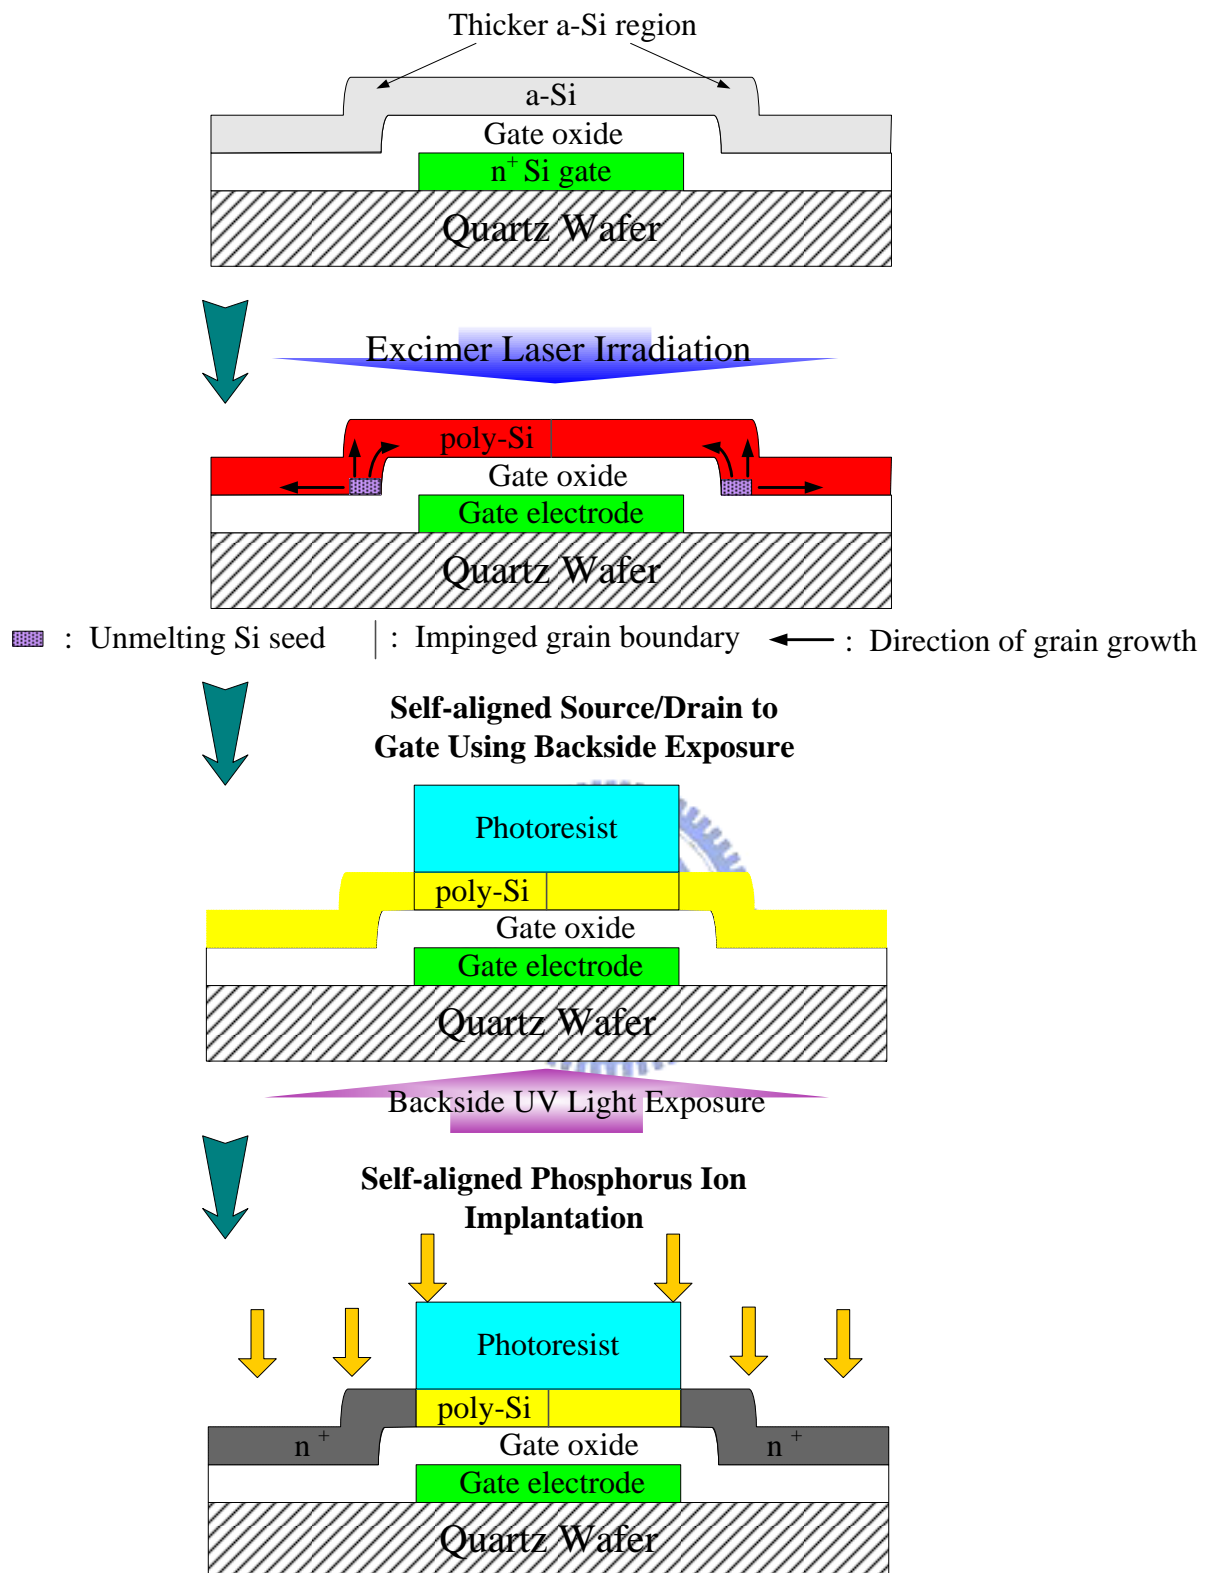 Thicker a-Si region
a-Si
Gate oxide
n+ Si gate
Quartz Wafer
Excimer Laser Irradiation
poly-Si
Gate oxide
Gate electrode
Quartz Wafer
: Unmelting Si seed
: Impinged grain boundary
: Direction of grain growth
Self-aligned Source/Drain to
Gate Using Backside Exposure
Photoresist
poly-Si
Gate oxide
Gate electrode
Quartz Wafer
Backside UV Light Exposure
Self-aligned Phosphorus Ion
Implantation
Photoresist
poly-Si
n+
Gate oxide
n+
Gate electrode
Quartz Wafer